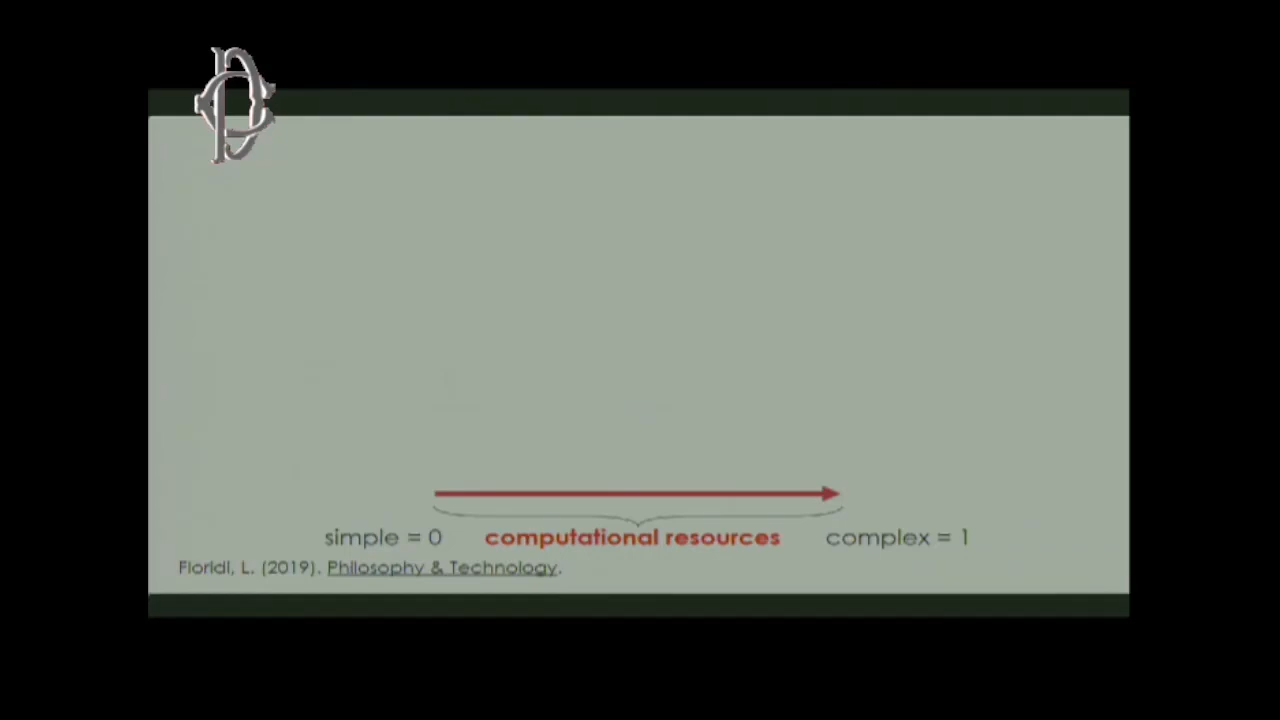 simple = 0 computational resources complex = 1
Floridi, L. (2019). Philosophy & Technology.